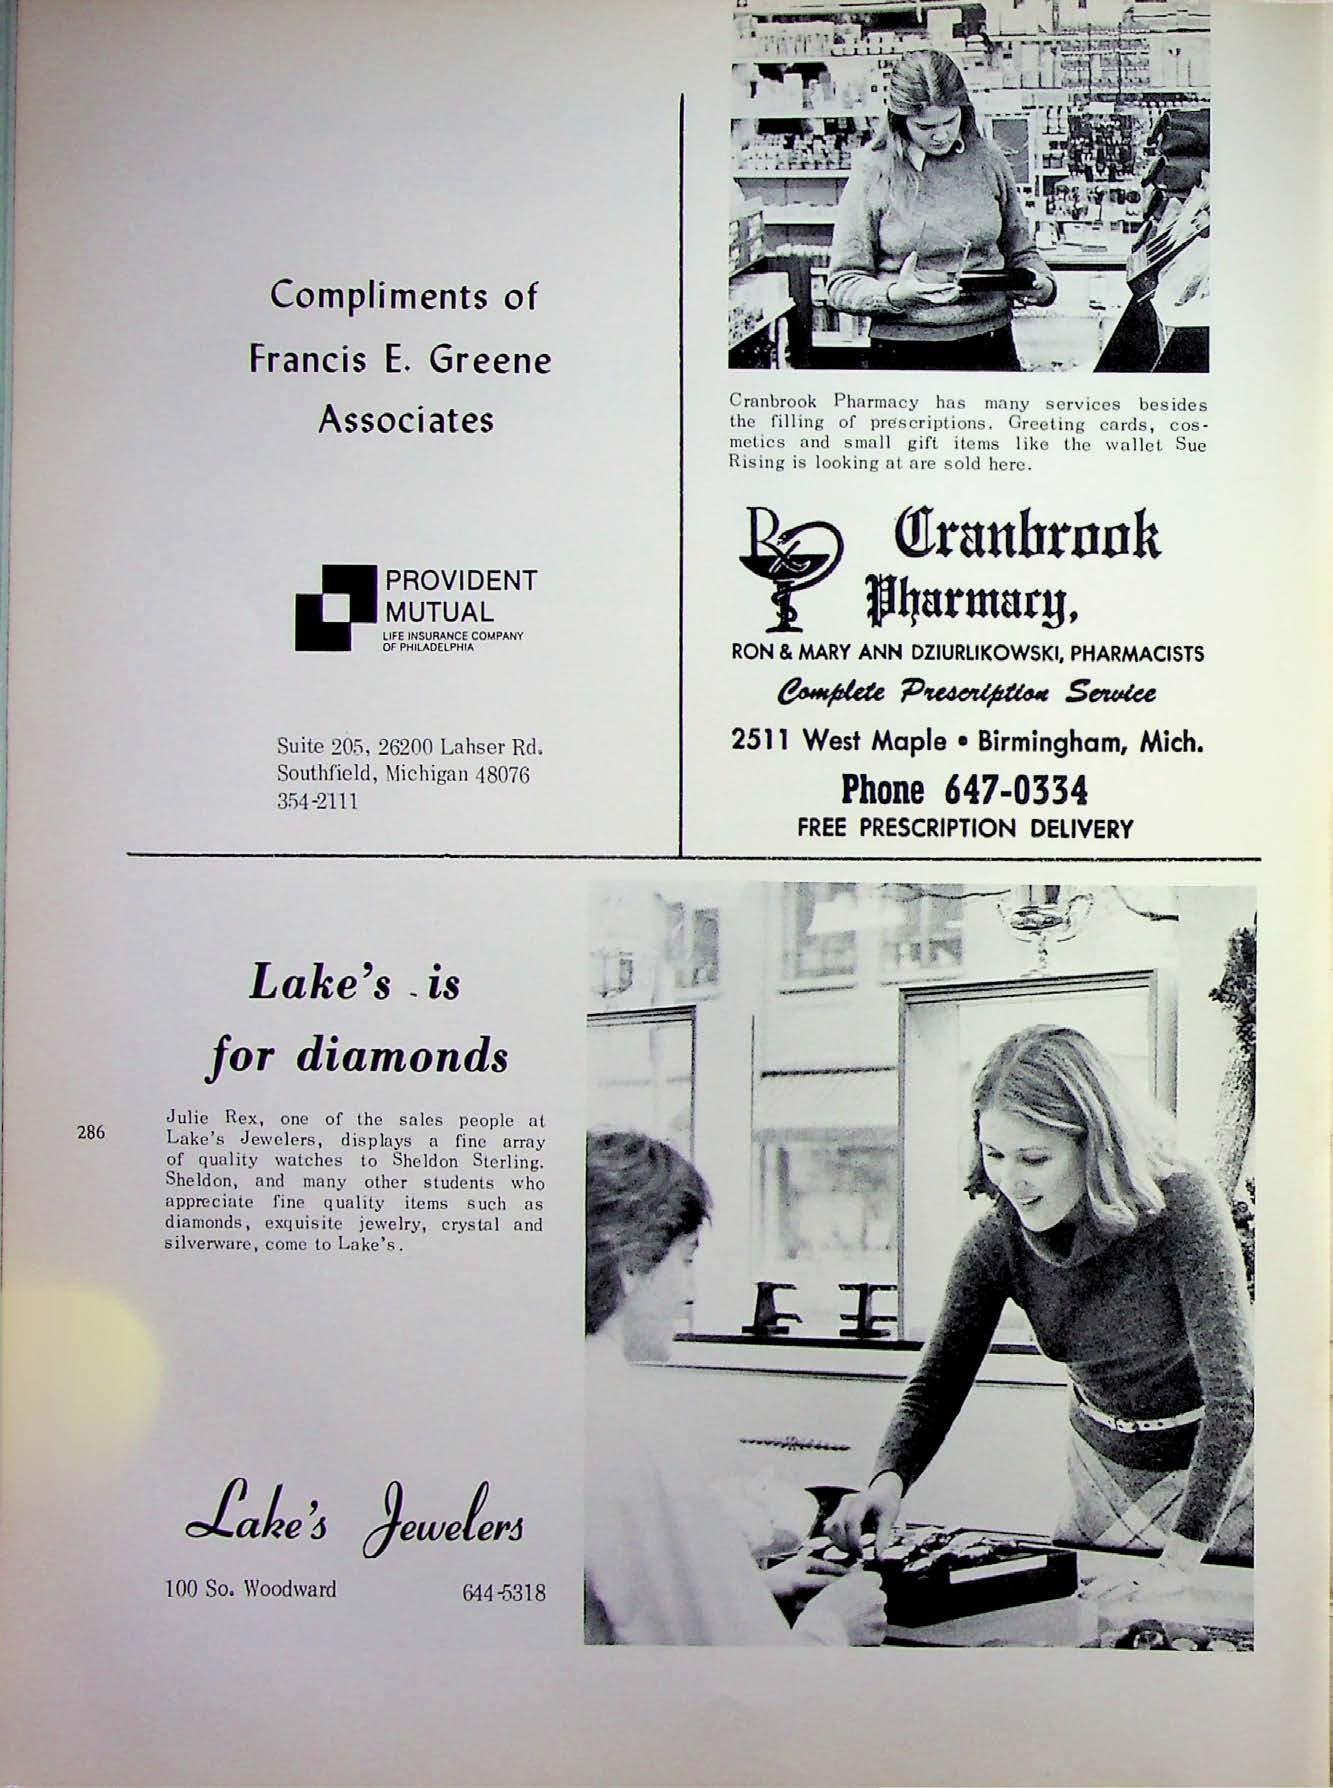 Compliments of
Francis E. Greene
Associates
PROVIDENT
MUTUAL
LIFE INSURANCE COMPANY
OF PHILADELPHIA
Suite 205, 26200 Lahser Rd.
Southfield, Michigan 48076
354-2111
Cranbrook Pharmacy has many services besides
the filling of prescriptions. Greeting cards, cos-
metics and small gift items like the wallet Sue
Rising is looking at are sold here.
Rx
Cranbrook
Pharmacy,
RON & MARY ANN DZIURLIKOWSKI, PHARMACISTS
Complete Prescription Service
2511 West Maple • Birmingham, Mich.
Phone 647-0334
FREE PRESCRIPTION DELIVERY
Lake's - is
for diamonds
Julie Rex, one of the sales people at
Lake's Jewelers, displays a fine array
of quality watches to Sheldon Sterling.
Sheldon, and many other students who
appreciate fine quality items such as
diamonds, exquisite jewelry, crystal and
silverware, come to Lake's.
286
Lake's Jewelers
100 So. Woodward 644-5318